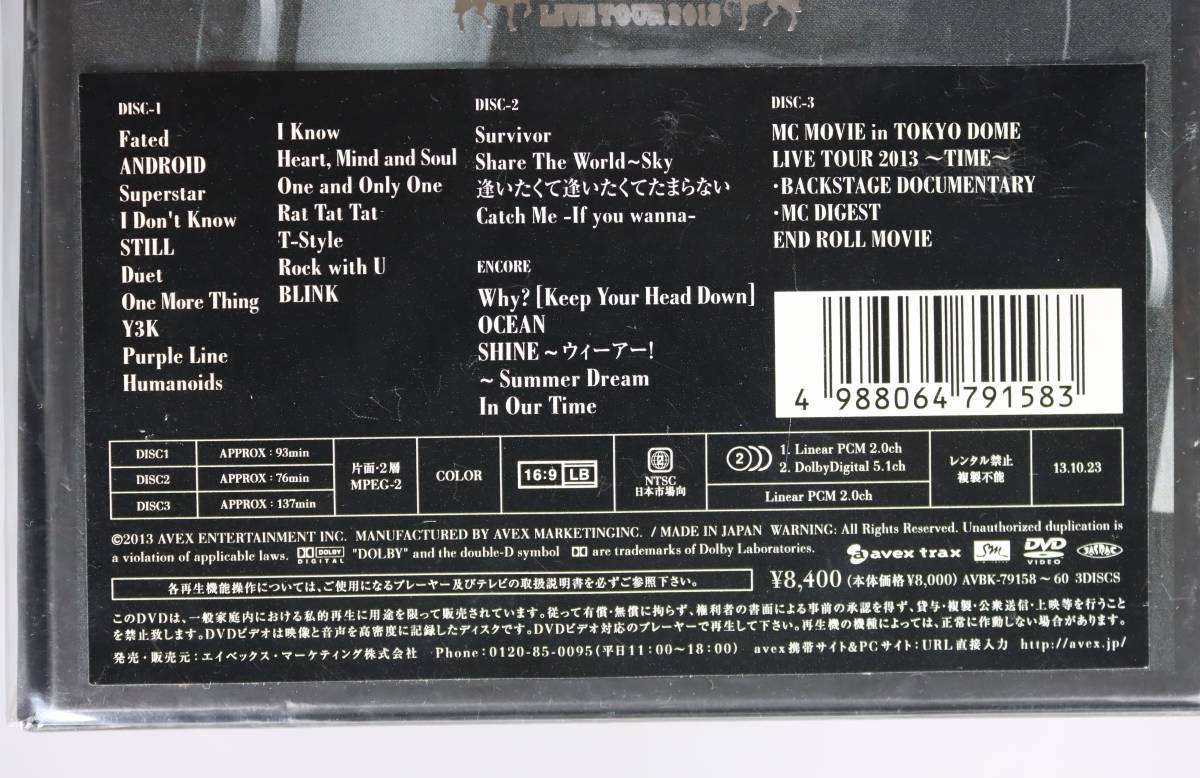 LIVE TOUR 2013
DISC-1
Fated
ANDROID
Superstar
I Don't Know
STILL
Duet
One More Thing
Y3K
Purple Line
Humanoids
I Know
Heart, Mind and Soul
One and Only One
Rat Tat Tat
T-Style
Rock with U
BLINK
DISC-2
Survivor
Share The World~Sky
逢いたくて逢いたくてたまらない
Catch Me -If you wanna-
ENCORE
Why? [Keep Your Head Down]
OCEAN
SHINE ~ウィーアー!
~ Summer Dream
In Our Time
DISC-3
MC MOVIE in TOKYO DOME
LIVE TOUR 2013 ~TIME~
・BACKSTAGE DOCUMENTARY
・MC DIGEST
END ROLL MOVIE
4 988064 791583
DISC1 APPROX : 93min
DISC2 APPROX : 76min
DISC3 APPROX : 137min
片面・2層
MPEG-2
COLOR
16:9 LB
2
NTSC
日本市場向
2
1. Linear PCM 2.0ch
2. DolbyDigital 5.1ch
Linear PCM 2.0ch
レンタル禁止
複製不能
13.10.23
©2013 AVEX ENTERTAINMENT INC. MANUFACTURED BY AVEX MARKETINGINC. / MADE IN JAPAN WARNING: All Rights Reserved. Unauthorized duplication is
a violation of applicable laws. DOLBY DIGITAL "DOLBY" and the double-D symbol are trademarks of Dolby Laboratories. avex trax SM DVD VIDEO JASRAC
各再生機能操作については、ご使用になるプレーヤー及びテレビの取扱説明書を必ずご参照下さい。
¥8,400 (本体価格¥8,000) AVBK-79158~60 3DISCS
このDVDは、一般家庭内における私的再生に用途を限って販売されています。従って有償・無償に拘らず、権利者の書面による事前の承認を得ず、貸与・複製・公衆送信・上映等を行うこと
を禁止致します。DVDビデオは映像と音声を高密度に記録したディスクです。DVDビデオ対応のプレーヤーで再生して下さい。再生機の機種によっては、正常に作動しない場合があります。
発売・販売元:エイベックス・マーケティング株式会社 Phone:0120-85-0095(平日11:00~18:00) avex携帯サイト&PCサイト:URL直接入力 http://avex.jp/